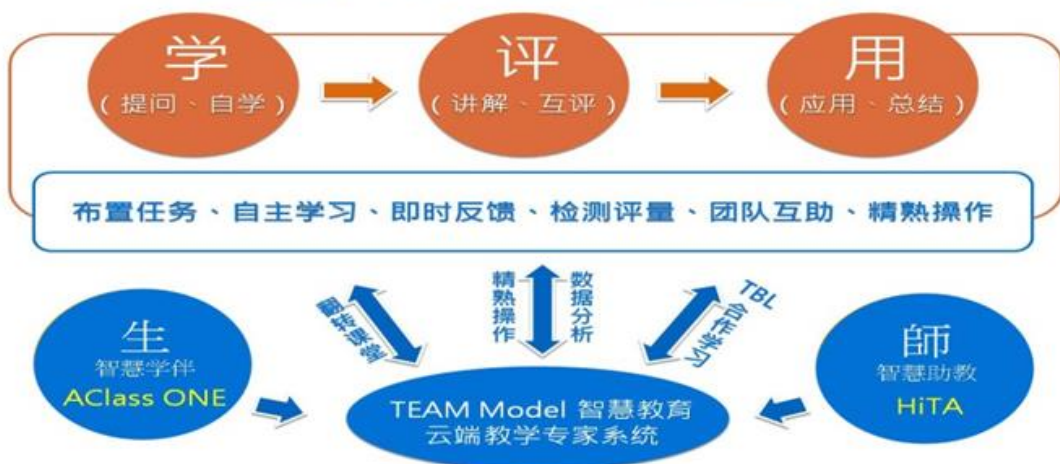 学
（提问、自学）
评
（讲解、互评）
用
（应用、总结）
布置任务、自主学习、即时反馈、检测评量、团队互助、精熟操作
翻转课堂
精熟操作
数据分析
TBL
合作学习
生
智慧学伴
AClass ONE
師
智慧助教
HiTA
TEAM Model 智慧教育
云端教学专家系统